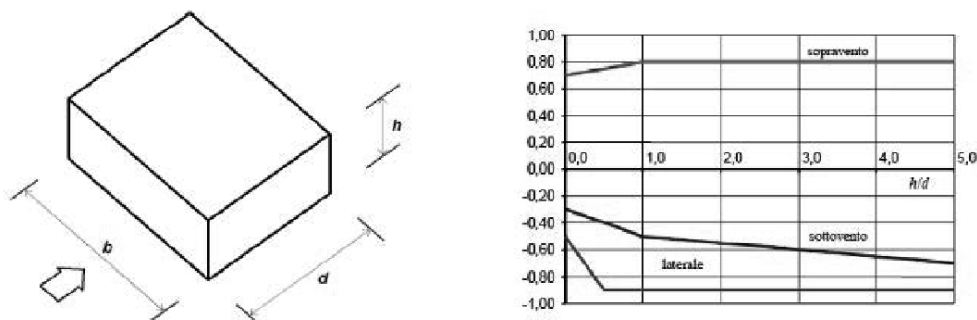 h
b
d
1,00
0,80
0,60
0,40
0,20
0,00
-0,20
-0,40
-0,60
-0,80
-1,00
sopravento
0,0 1,0 2,0 3,0 4,0 5,0
h/d
sottovento
laterale